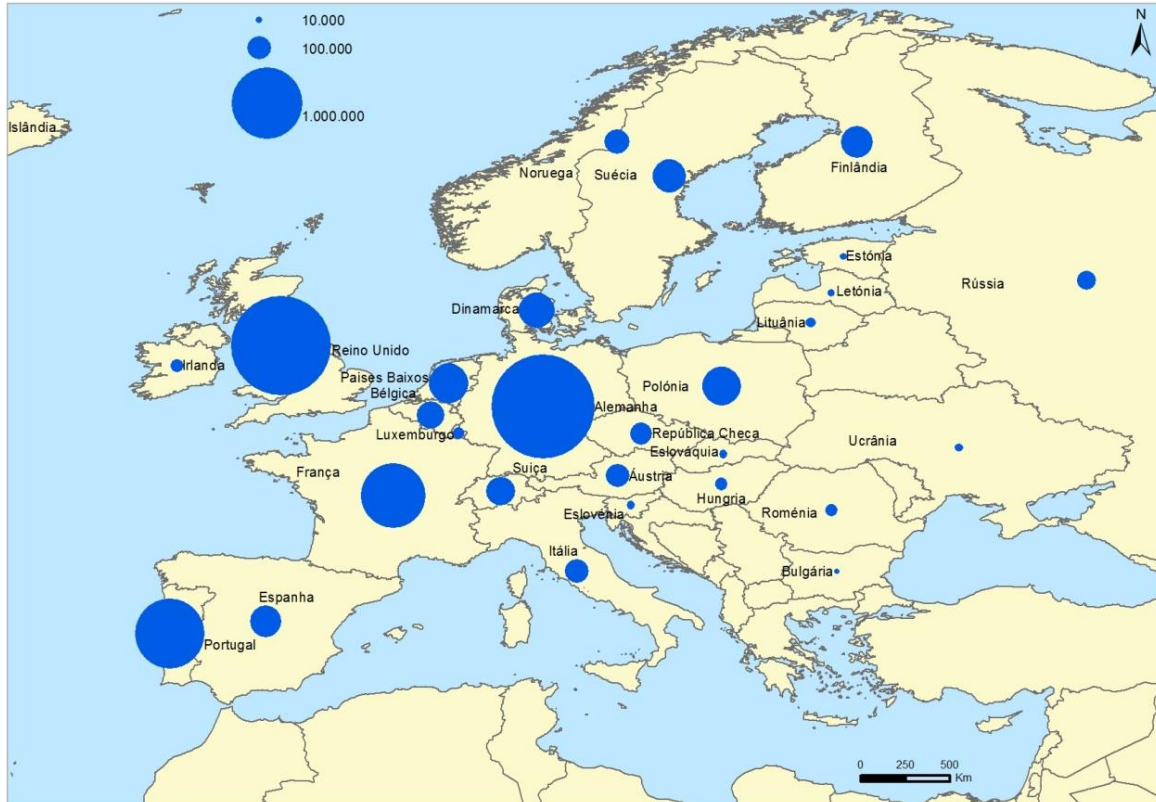 10.000
N
100.000
1.000.000
Islândia
Noruega
Suécia
Finlândia
Estónia
Rússia
Letónia
Dinamarca
Lituânia
Reino Unido
Irlanda
Paises Baixos
Polónia
Bélgica
Alemanha
Luxemburgo
República Checa
Ucrânia
Eslováquia
França
Suiça
Áustria
Hungria
Roménia
Eslovénia
Itália
Bulgária
Espanha
Portugal
0 250 500
Km